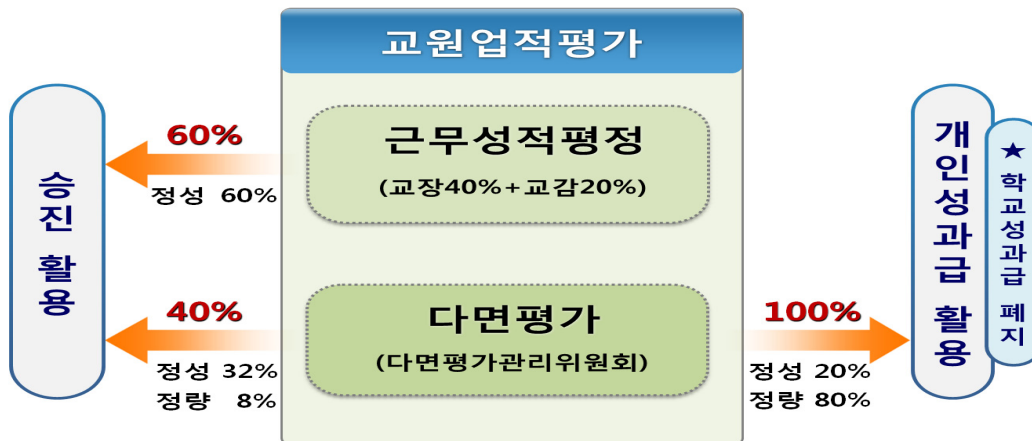 교원업적평가
승진 활용
60%
정성 60%
근무성적평정
(교장40%+교감20%)
40%
정성 32%
정량 8%
다면평가
(다면평가관리위원회)
100%
정성 20%
정량 80%
개인성과급 활용
★ 학교성과급 폐지